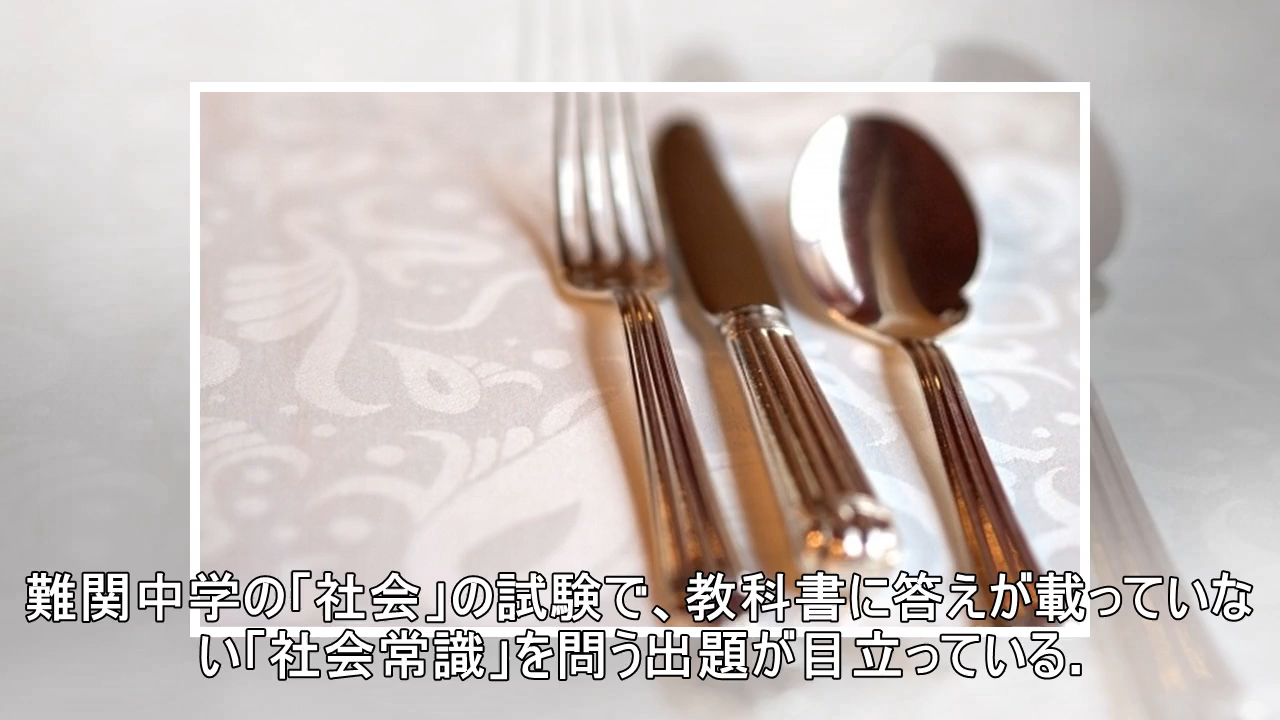 難関中学の「社会」の試験で、教科書に答えが載っていな
い「社会常識」を問う出題が目立っている.